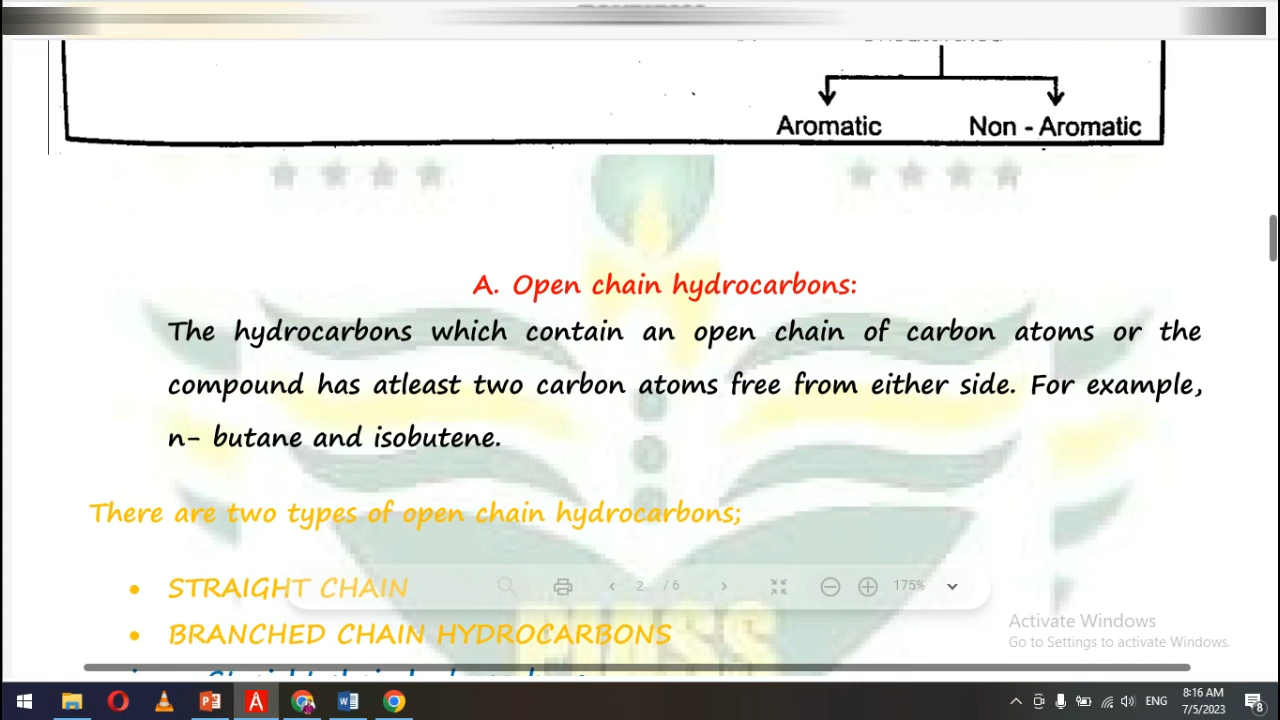 Aromatic Non - Aromatic
A. Open chain hydrocarbons:
The hydrocarbons which contain an open chain of carbon atoms or the
compound has atleast two carbon atoms free from either side. For example,
n- butane and isobutene.
There are two types of open chain hydrocarbons;
• STRAIGHT CHAIN
2 / 6 175%
• BRANCHED CHAIN HYDROCARBONS
Activate Windows
Go to Settings to activate Windows.
ENG
8:16 AM
7/5/2023
8